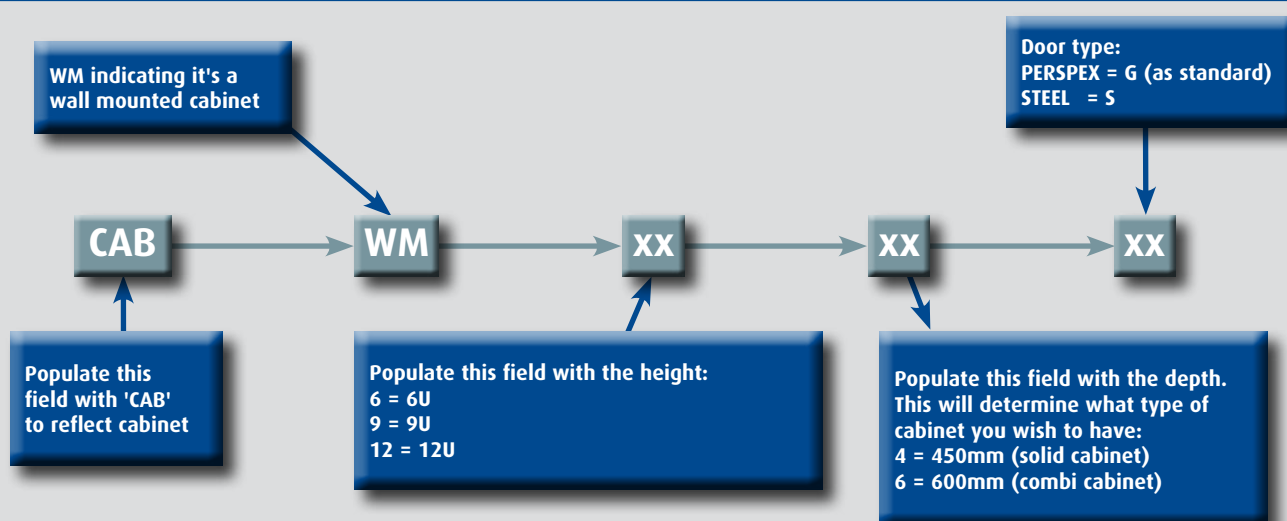 WM indicating it's a
wall mounted cabinet
Door type:
PERSPEX = G (as standard)
STEEL = S
CAB
WM
XX
XX
XX
Populate this
field with 'CAB'
to reflect cabinet
Populate this field with the height:
6 = 6U
9 = 9U
12 = 12U
Populate this field with the depth.
This will determine what type of
cabinet you wish to have:
4 = 450mm (solid cabinet)
6 = 600mm (combi cabinet)